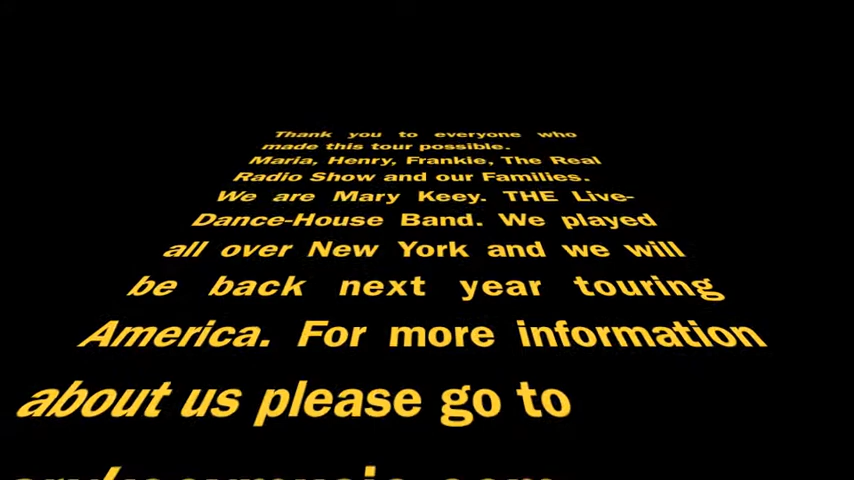 Thank you to everyone who
made this tour possible.
Maria, Henry, Frankie, The Real
Radio Show and our Families.
We are Mary Keey. THE Live-
Dance-House Band. We played
all over New York and we will
be back next year touring
America. For more information
about us please go to